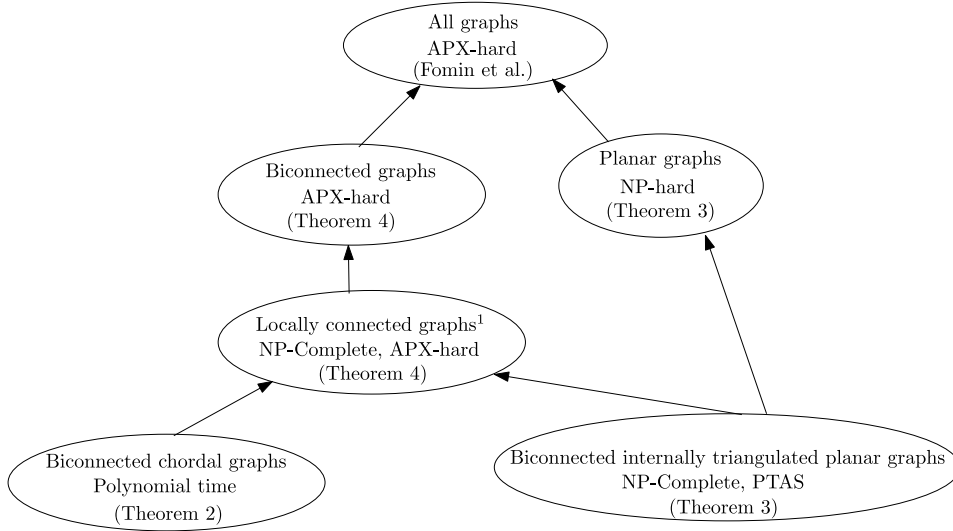 All graphs
APX-hard
(Fomin et al.)
Biconnected graphs
APX-hard
(Theorem 4)
Planar graphs
NP-hard
(Theorem 3)
Locally connected graphs¹
NP-Complete, APX-hard
(Theorem 4)
Biconnected chordal graphs
Polynomial time
(Theorem 2)
Biconnected internally triangulated planar graphs
NP-Complete, PTAS
(Theorem 3)